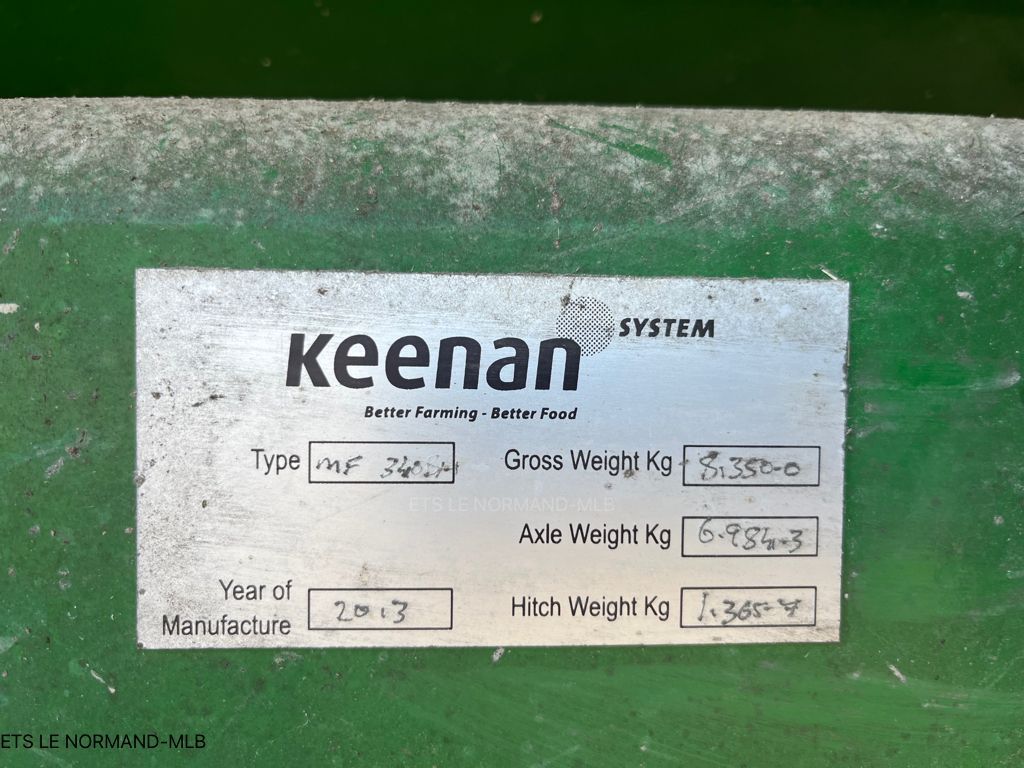 keenan SYSTEM
Better Farming - Better Food
Type MF 340
Gross Weight Kg 8.350-0
ETS LE NORMAND-MLB
Axle Weight Kg 6.984-3
Year of
Manufacture 2013
Hitch Weight Kg 1.365-7
ETS LE NORMAND-MLB